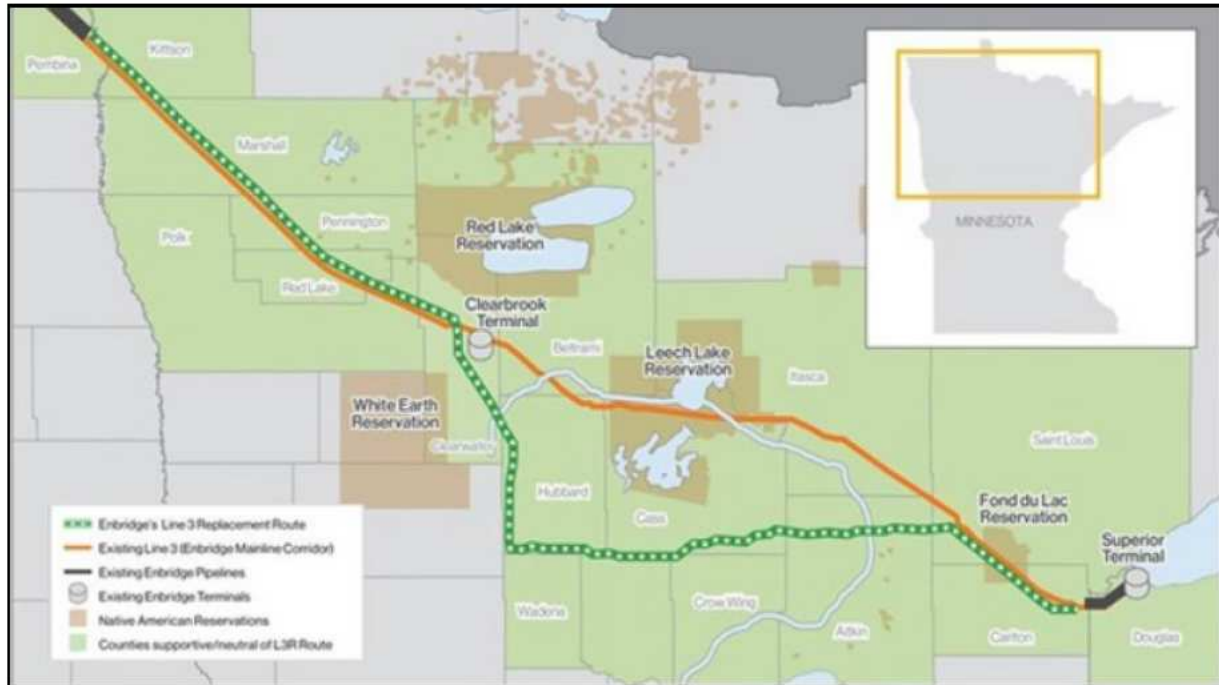 Kittson
Pembina
Marshall
Polk
Pennington
Red Lake
Red Lake
Reservation
Clearbrook
Terminal
Beltrami
Leech Lake
Reservation
Itasca
White Earth
Reservation
Clearwater
Hubbard
Cass
Saint Louis
Fond du Lac
Reservation
Superior
Terminal
Wadena
Crow Wing
Aitkin
Carlton
Douglas
MINNESOTA
Enbridge's Line 3 Replacement Route
Existing Line 3 (Enbridge Mainline Corridor)
Existing Enbridge Pipelines
Existing Enbridge Terminals
Native American Reservations
Counties supportive/neutral of L3R Route